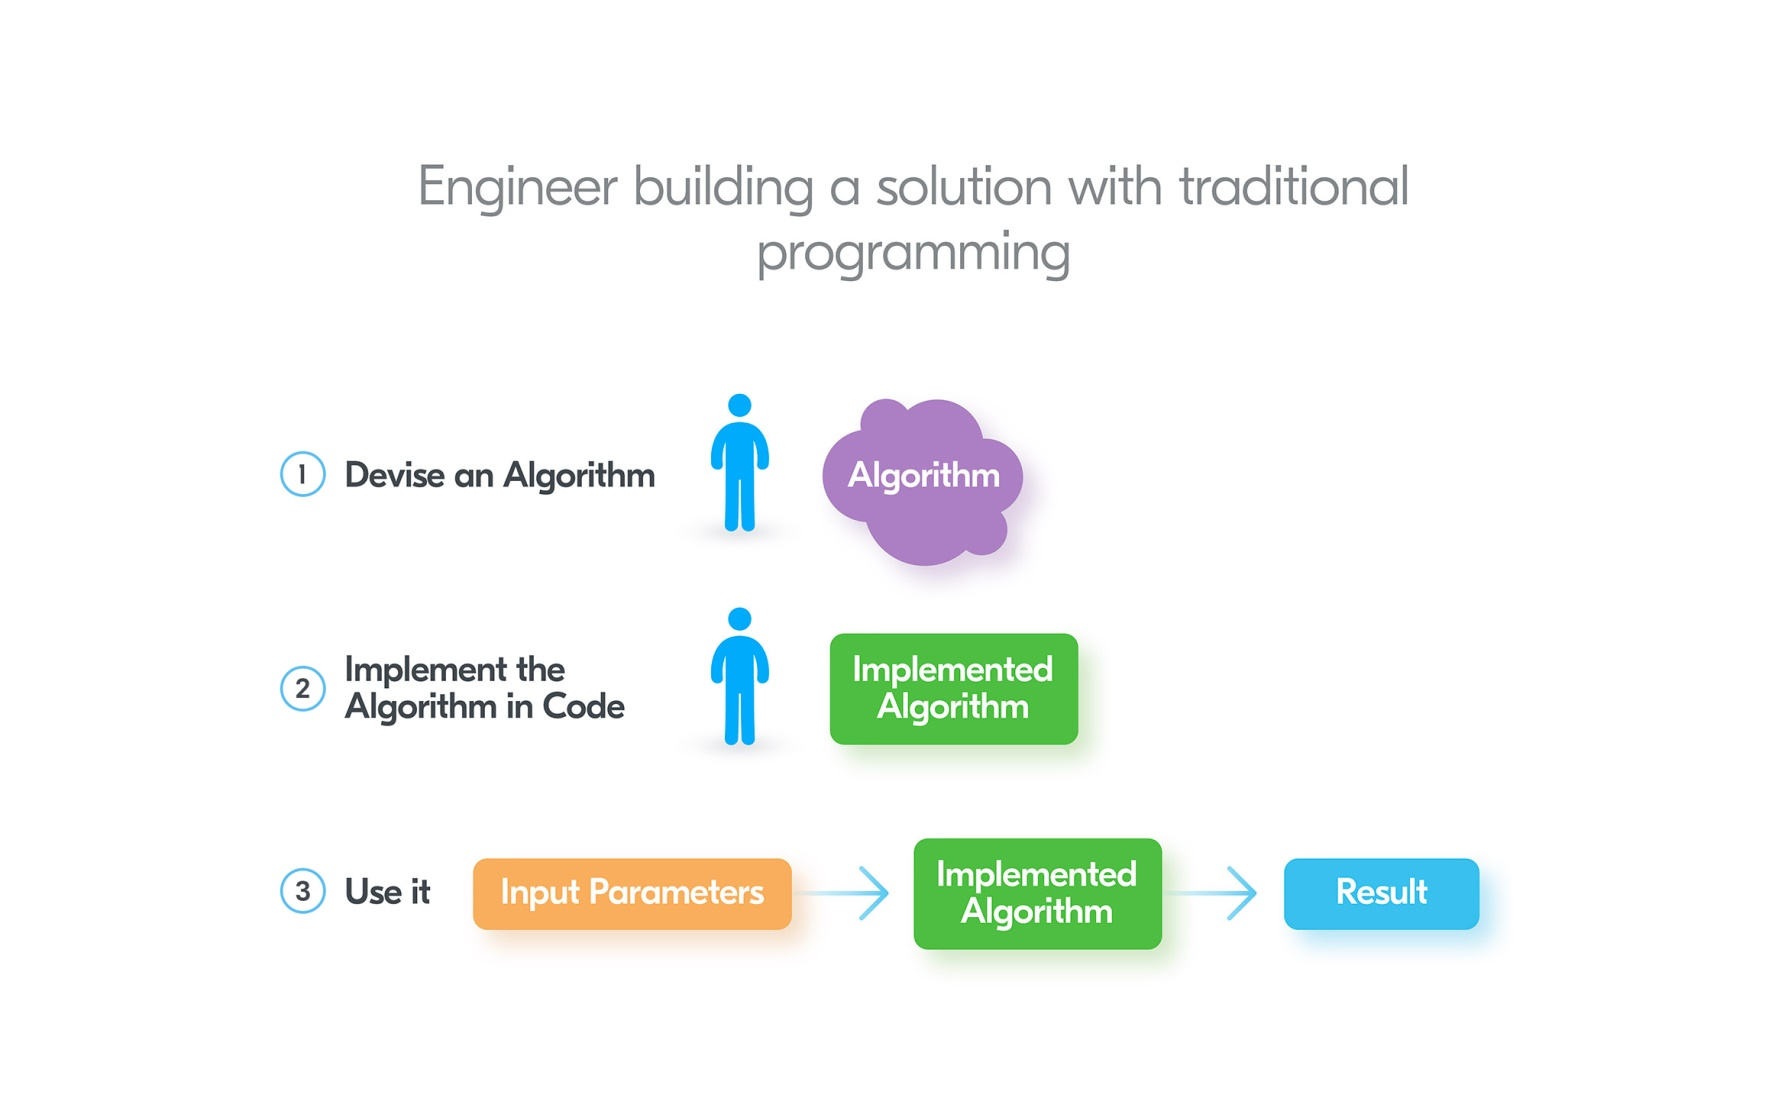 Engineer building a solution with traditional
programming
1 Devise an Algorithm
Algorithm
2 Implement the
Algorithm in Code
Implemented
Algorithm
3 Use it
Input Parameters
Implemented
Algorithm
Result